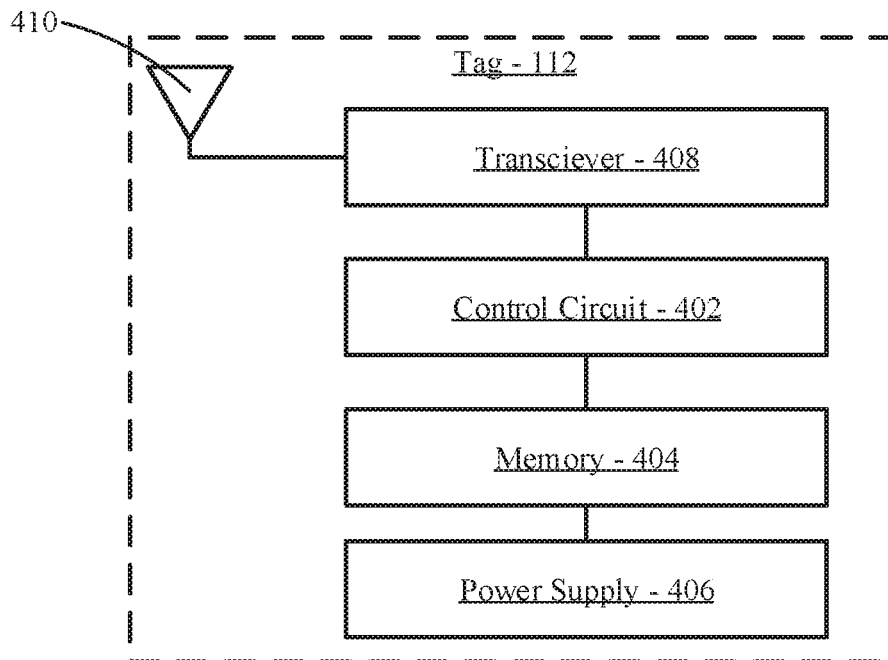 410
Tag - 112
Transciever - 408
Control Circuit - 402
Memory - 404
Power Supply - 406